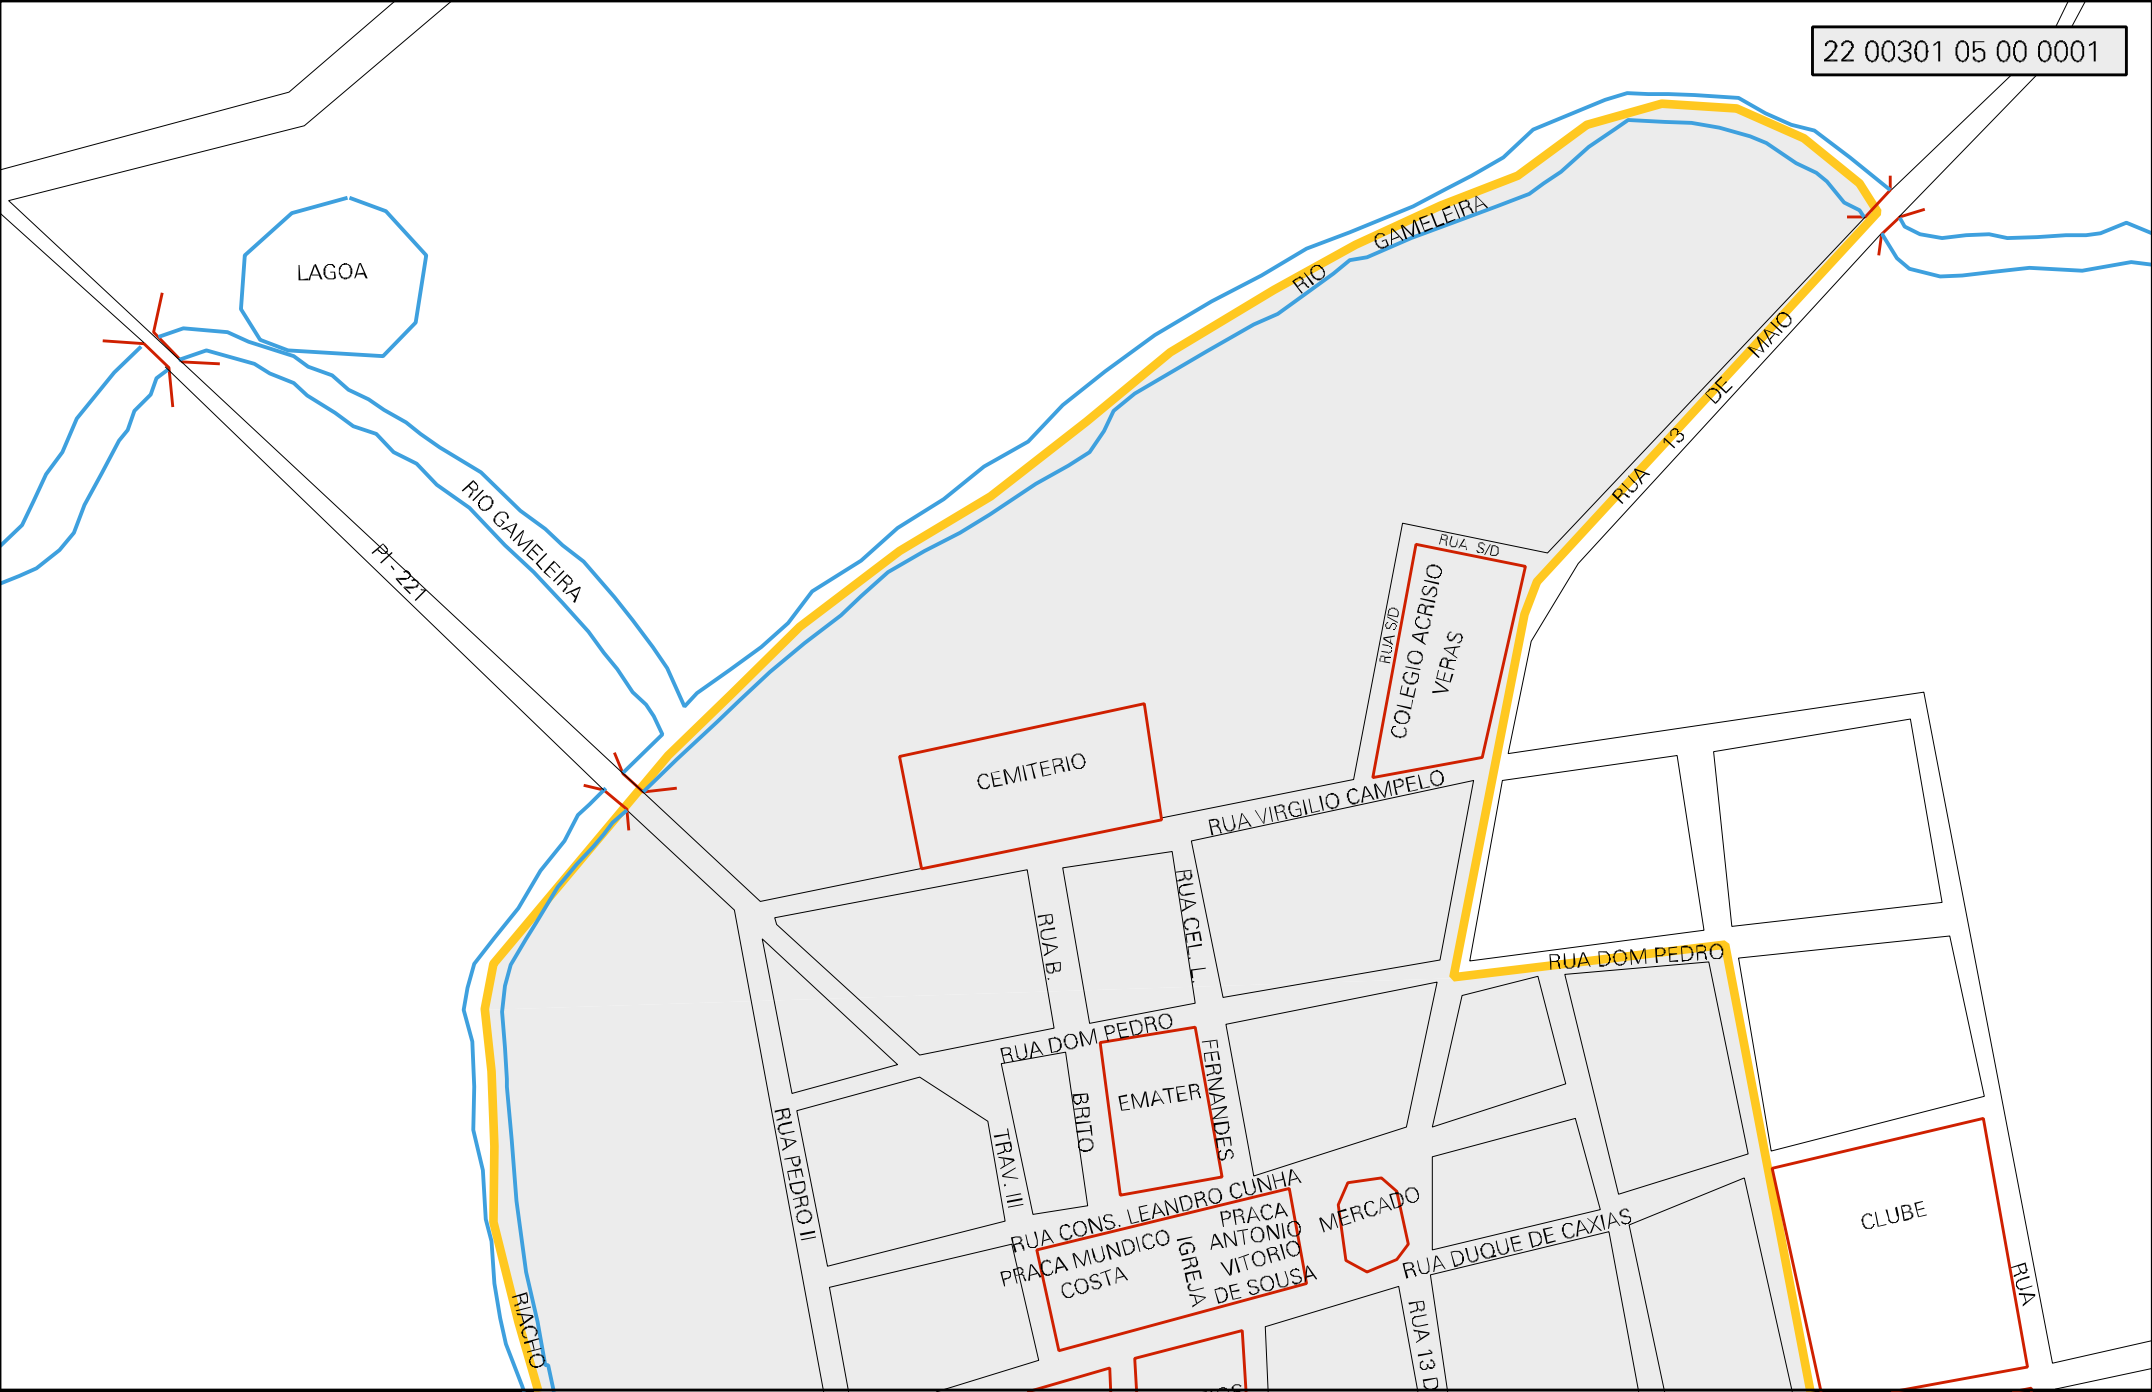 22 00301 05 00 0001
GAMELEIRA
RIO
LAGOA
RUA 13 DE MAIO
RIO GAMELEIRA
PI - 221
RUA S/D
RUA S/D
COLEGIO ACRISIO
VERAS
CEMITERIO
RUA VIRGILIO CAMPELO
RUA B.
RUA CEL. L.
RUA DOM PEDRO
RUA DOM PEDRO
EMATER
FERNANDES
BRITO
TRAV. III
RUA PEDRO II
RUA CONS. LEANDRO CUNHA
PRACA MUNDICO
COSTA
IGREJA
PRACA
ANTONIO
VITORIO
DE SOUSA
MERCADO
RUA DUQUE DE CAXIAS
CLUBE
RUA
RIACHO
RUA 13 D